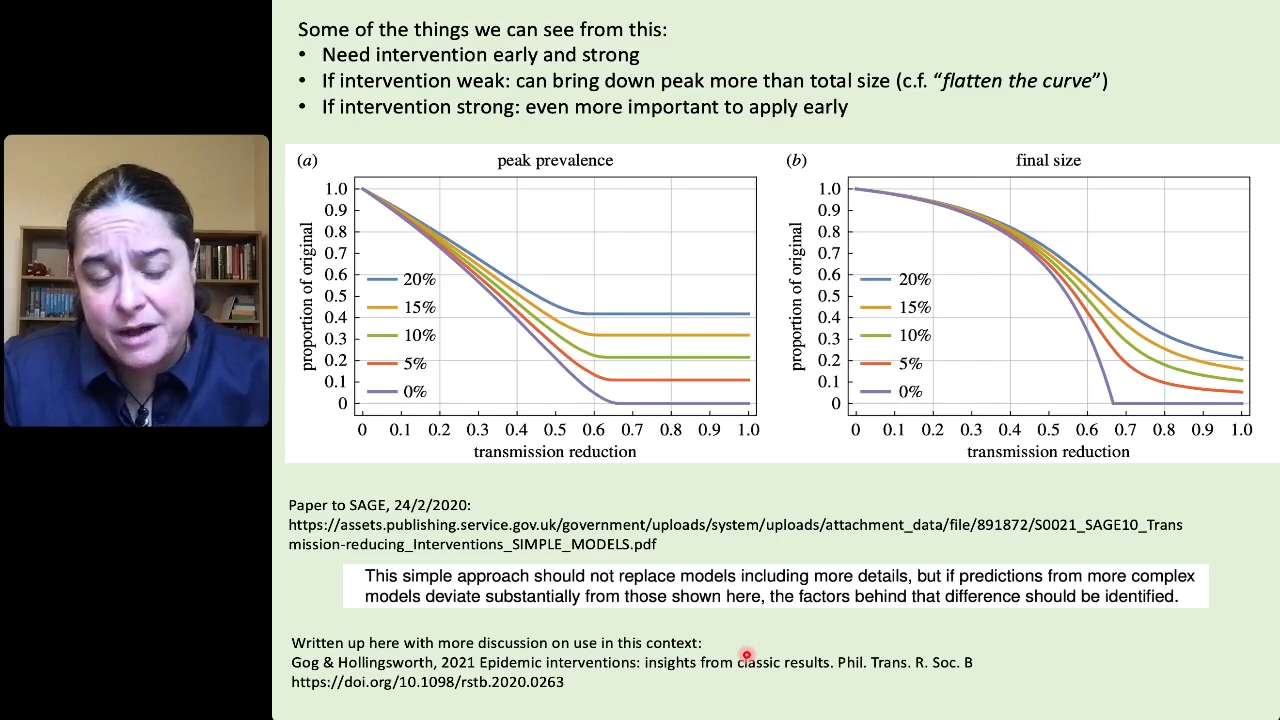 Some of the things we can see from this:
• Need intervention early and strong
• If intervention weak: can bring down peak more than total size (c.f. “flatten the curve”)
• If intervention strong: even more important to apply early
(a) peak prevalence
proportion of original
1.0
0.9
0.8
0.7
0.6
0.5
0.4
0.3
0.2
0.1
0
20%
15%
10%
5%
0%
0 0.1 0.2 0.3 0.4 0.5 0.6 0.7 0.8 0.9 1.0
transmission reduction
(b) final size
proportion of original
1.0
0.9
0.8
0.7
0.6
0.5
0.4
0.3
0.2
0.1
0
20%
15%
10%
5%
0%
0 0.1 0.2 0.3 0.4 0.5 0.6 0.7 0.8 0.9 1.0
transmission reduction
Paper to SAGE, 24/2/2020:
https://assets.publishing.service.gov.uk/government/uploads/system/uploads/attachment_data/file/891872/S0021_SAGE10_Trans
mission-reducing_Interventions_SIMPLE_MODELS.pdf
This simple approach should not replace models including more details, but if predictions from more complex
models deviate substantially from those shown here, the factors behind that difference should be identified.
Written up here with more discussion on use in this context:
Gog & Hollingsworth, 2021 Epidemic interventions: insights from classic results. Phil. Trans. R. Soc. B
https://doi.org/10.1098/rstb.2020.0263